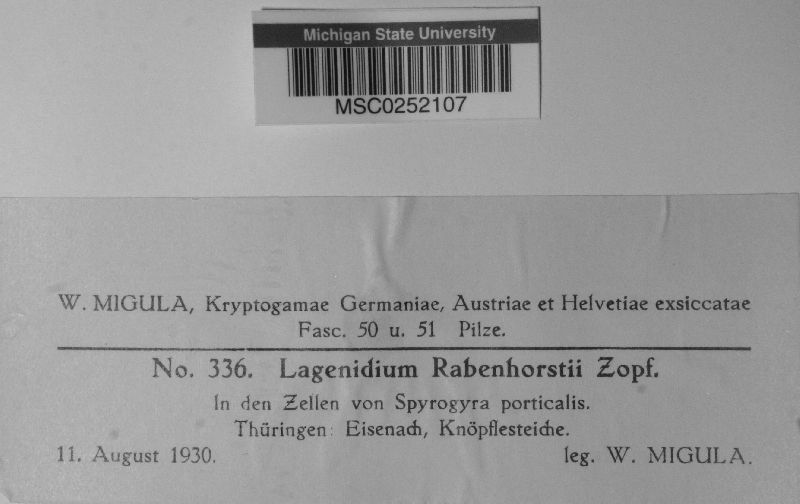 Michigan State University
MSC0252107
W. MIGULA, Kryptogamae Germaniae, Austriae et Helvetiae exsiccatae
Fasc. 50 u. 51 Pilze.
No. 336. Lagenidium Rabenhorstii Zopf.
In den Zellen von Spyrogyra porticalis.
Thüringen: Eisenach, Knöpflesteiche.
11. August 1930. leg. W. MIGULA.